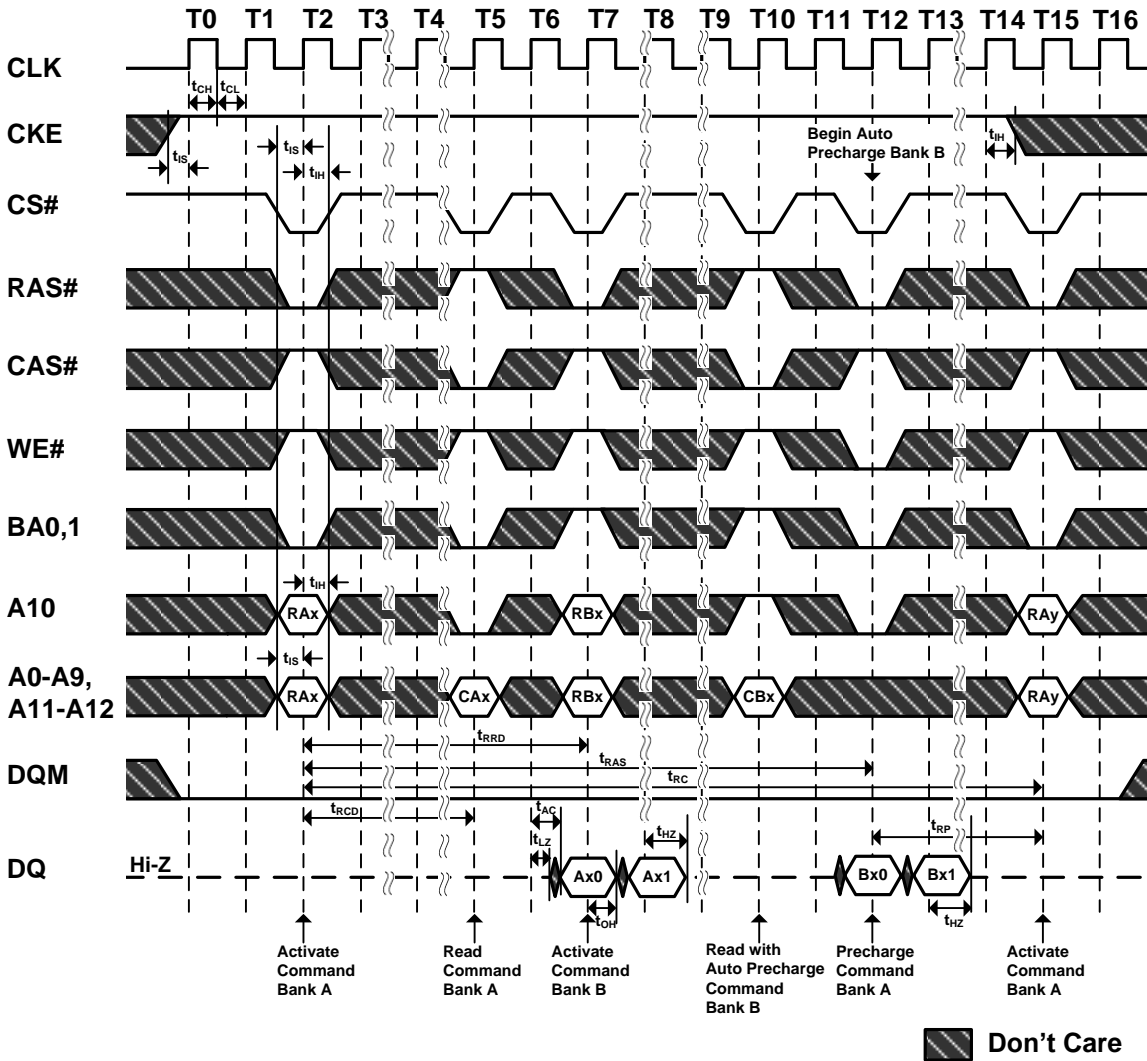 T0 T1 T2 T3 T4 T5 T6 T7 T8 T9 T10 T11 T12 T13 T14 T15 T16
CLK
tCH tCL
CKE
tIS tIS tIH
Begin Auto
Precharge Bank B
tIH
CS#
RAS#
CAS#
WE#
BA0,1
tIH
A10
RAx RBx RAy
tIS
A0-A9,
A11-A12
RAx CAx RBx CBx RAy
tRRD
tRAS
tRC
DQM
tRCD tAC tRP
tLZ tHZ
DQ
Hi-Z
Ax0 Ax1 Bx0 Bx1
tOH tHZ
Activate
Command
Bank A
Read
Command
Bank A
Activate
Command
Bank B
Read with
Auto Precharge
Command
Bank B
Precharge
Command
Bank A
Activate
Command
Bank A
Don't Care